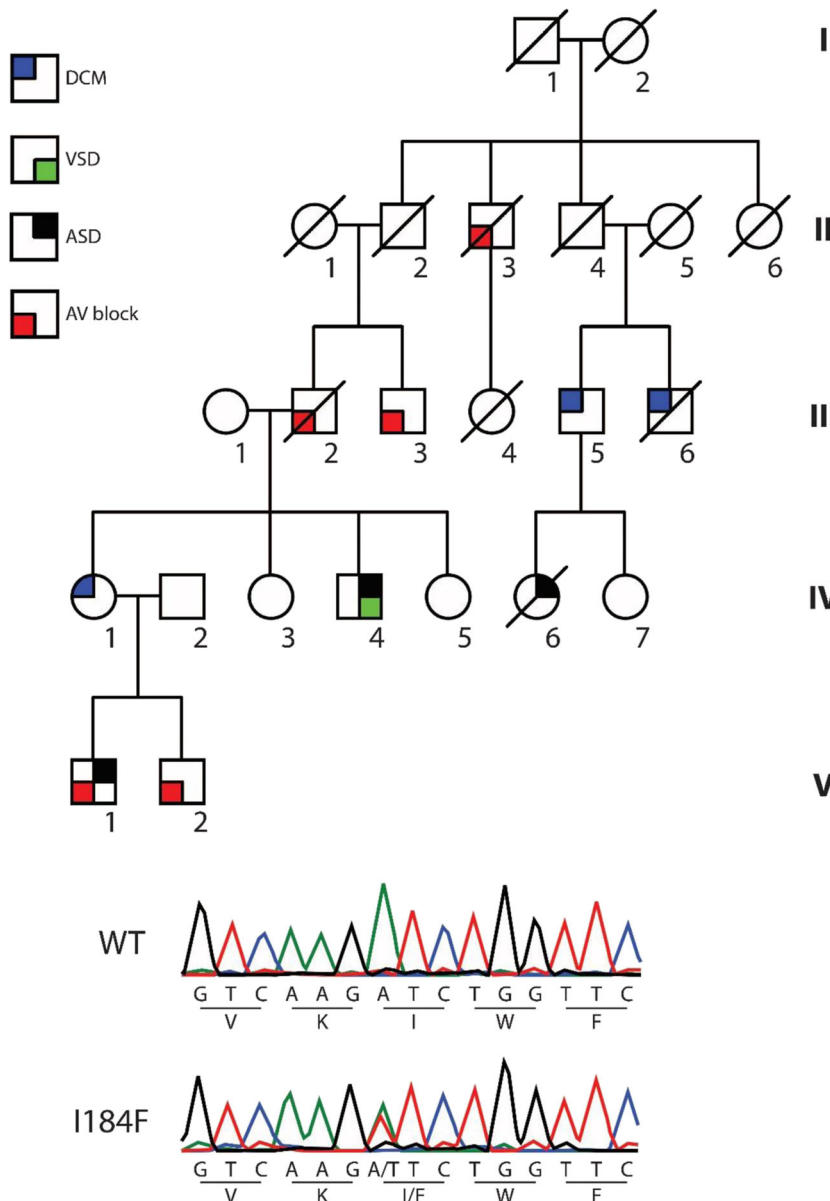 I
DCM
1 2
VSD
ASD
II
1 2 3 4 5 6
AV block
II
1 2 3 4 5 6
IV
1 2 3 4 5 6 7
V
1 2
WT
G T C A A G A T C T G G T T C
V K I W F
I184F
G T C A A G A/T T C T G G T T C
V K I/F W F